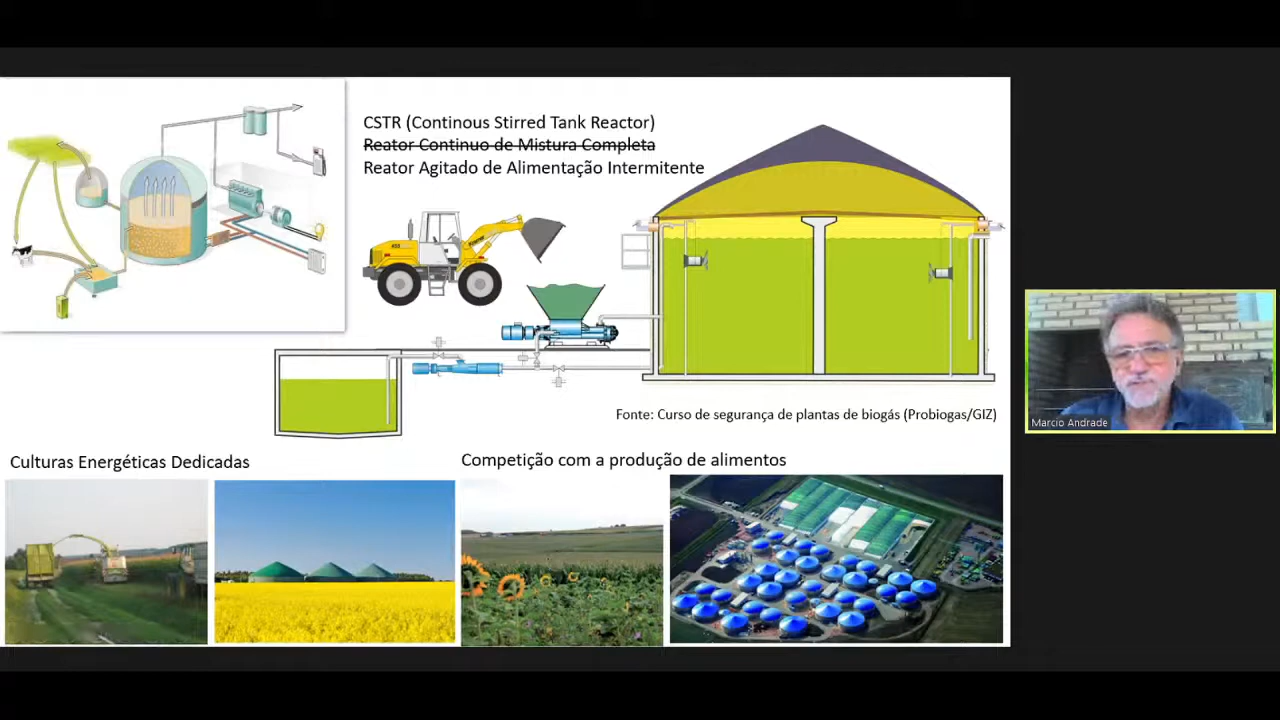 CSTR (Continous Stirred Tank Reactor)
Reator Continuo de Mistura Completa
Reator Agitado de Alimentação Intermitente
Fonte: Curso de segurança de plantas de biogás (Probiogas/GIZ)
Culturas Energéticas Dedicadas
Competição com a produção de alimentos
Marcio Andrade